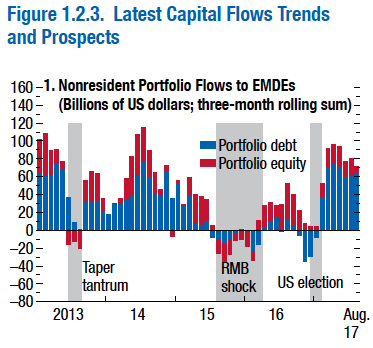 Figure 1.2.3. Latest Capital Flows Trends
and Prospects
160
1. Nonresident Portfolio Flows to EMDEs
(Billions of US dollars; three-month rolling sum)
140
120
100
80
60
40
20
0
–20
–40
–60
–80
Portfolio debt
Portfolio equity
Taper
tantrum
RMB
shock
US election
2013
14
15
16
Aug.
17